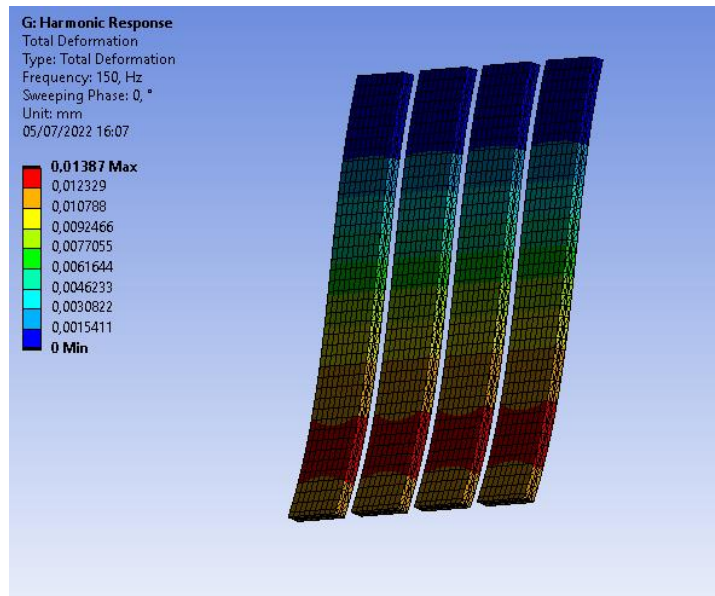 G: Harmonic Response
Total Deformation
Type: Total Deformation
Frequency: 150, Hz
Sweeping Phase: 0, °
Unit: mm
05/07/2022 16:07
0,01387 Max
0,012329
0,010788
0,0092466
0,0077055
0,0061644
0,0046233
0,0030822
0,0015411
0 Min